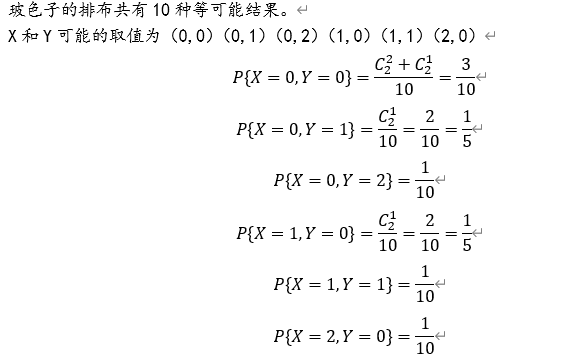 玻色子的排布共有10种等可能结果。↵
X和Y可能的取值为（0,0）（0,1）（0,2）（1,0）（1,1）（2,0）↵
P{X = 0, Y = 0} = \frac{C_2^2 + C_2^1}{10} = \frac{3}{10}↵
P{X = 0, Y = 1} = \frac{C_2^1}{10} = \frac{2}{10} = \frac{1}{5}↵
P{X = 0, Y = 2} = \frac{1}{10}↵
P{X = 1, Y = 0} = \frac{C_2^1}{10} = \frac{2}{10} = \frac{1}{5}↵
P{X = 1, Y = 1} = \frac{1}{10}↵
P{X = 2, Y = 0} = \frac{1}{10}↵